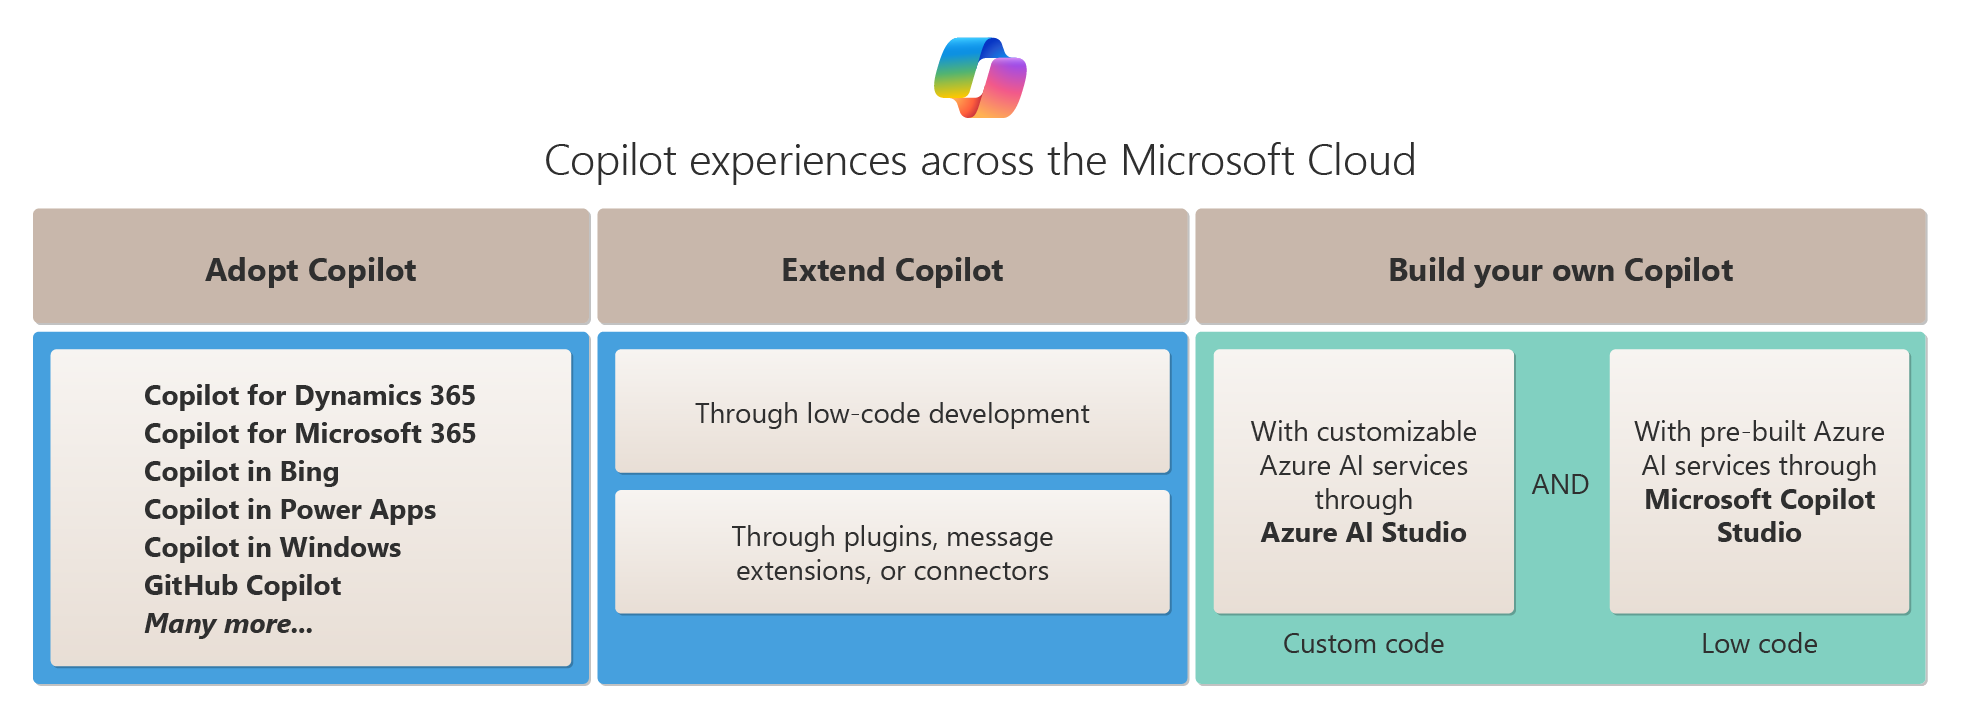 Copilot experiences across the Microsoft Cloud
Adopt Copilot
Copilot for Dynamics 365
Copilot for Microsoft 365
Copilot in Bing
Copilot in Power Apps
Copilot in Windows
GitHub Copilot
Many more...
Extend Copilot
Through low-code development
Through plugins, message
extensions, or connectors
Build your own Copilot
With customizable
Azure AI services
through
Azure AI Studio
Custom code
AND
With pre-built Azure
AI services through
Microsoft Copilot
Studio
Low code